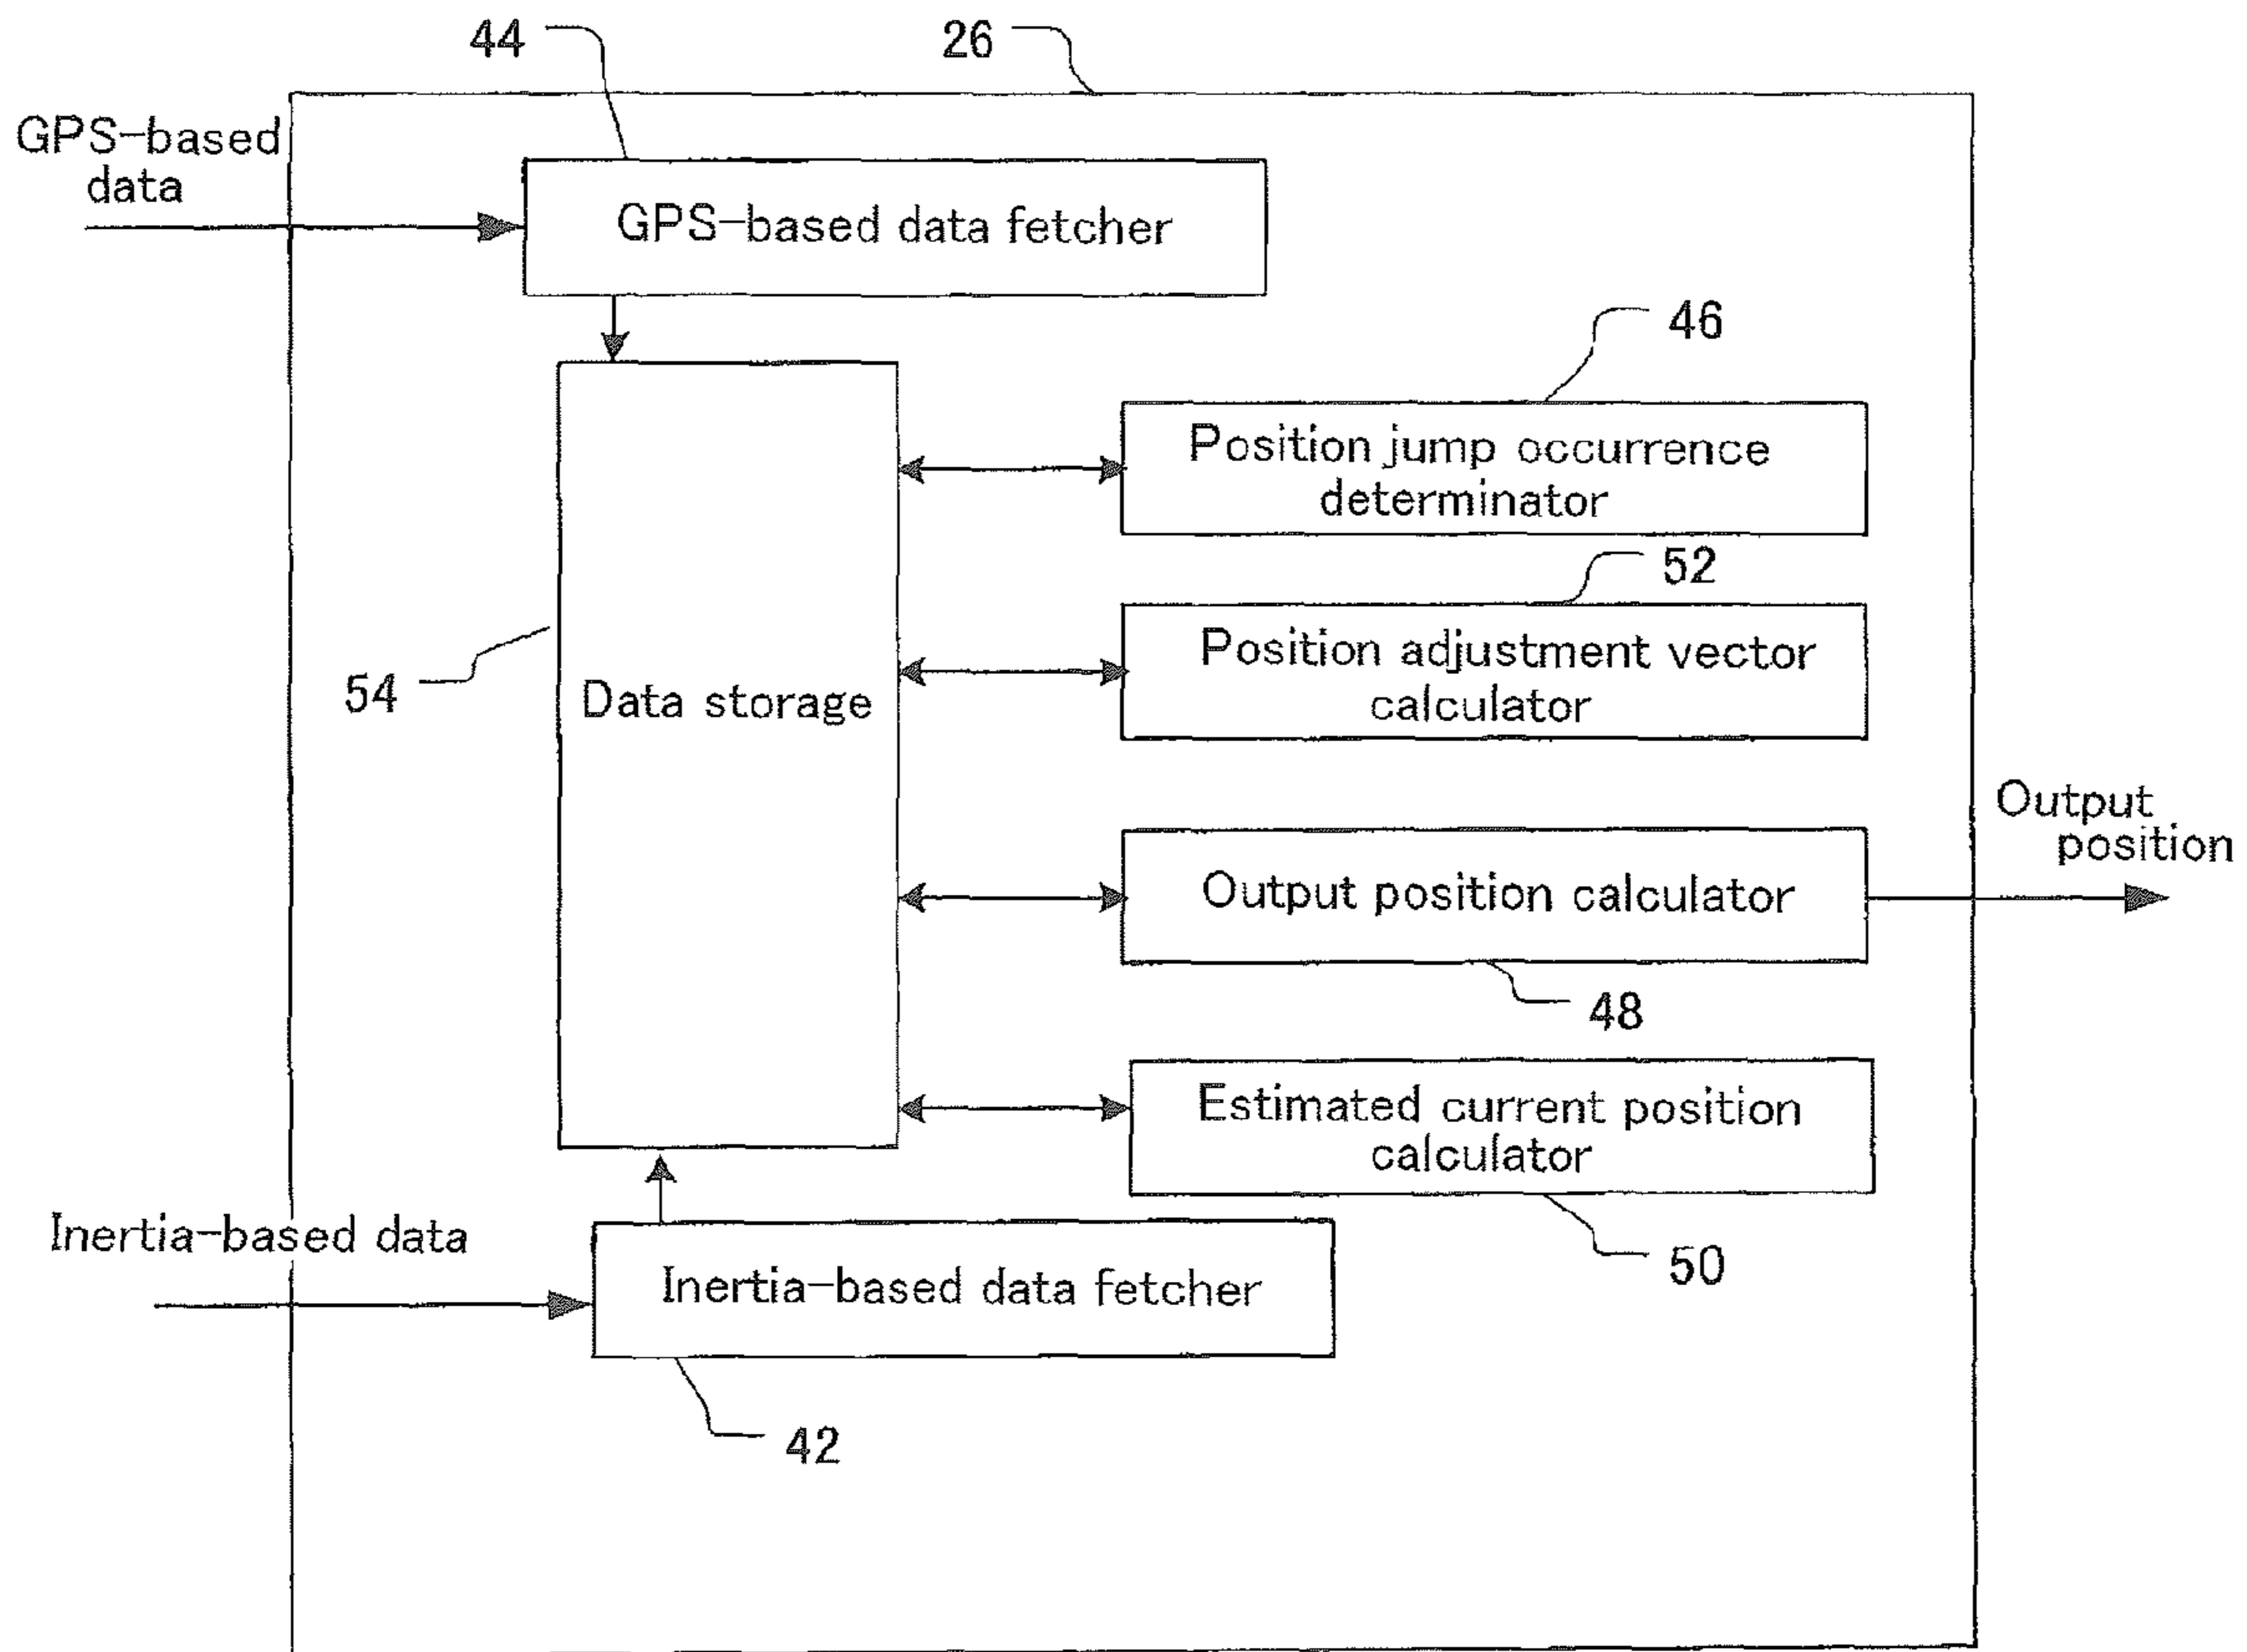 44
26
GPS-based
data
GPS-based data fetcher
46
Position jump occurrence
determinator
52
Position adjustment vector
calculator
54
Data storage
Output
position
Output position calculator
48
Estimated current position
calculator
50
Inertia-based data
Inertia-based data fetcher
42